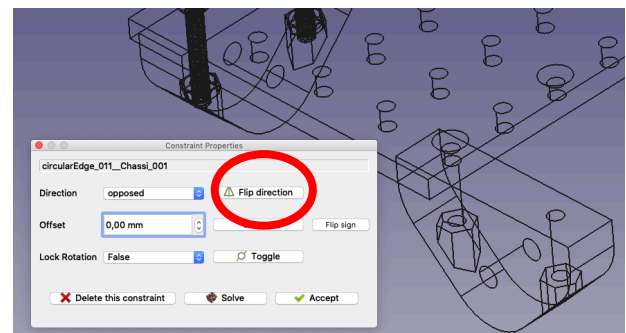 Constraint Properties
circularEdge_011__Chassi_001
Direction opposed Flip direction
Offset 0,00 mm Flip sign
Lock Rotation False Toggle
Delete this constraint Solve Accept